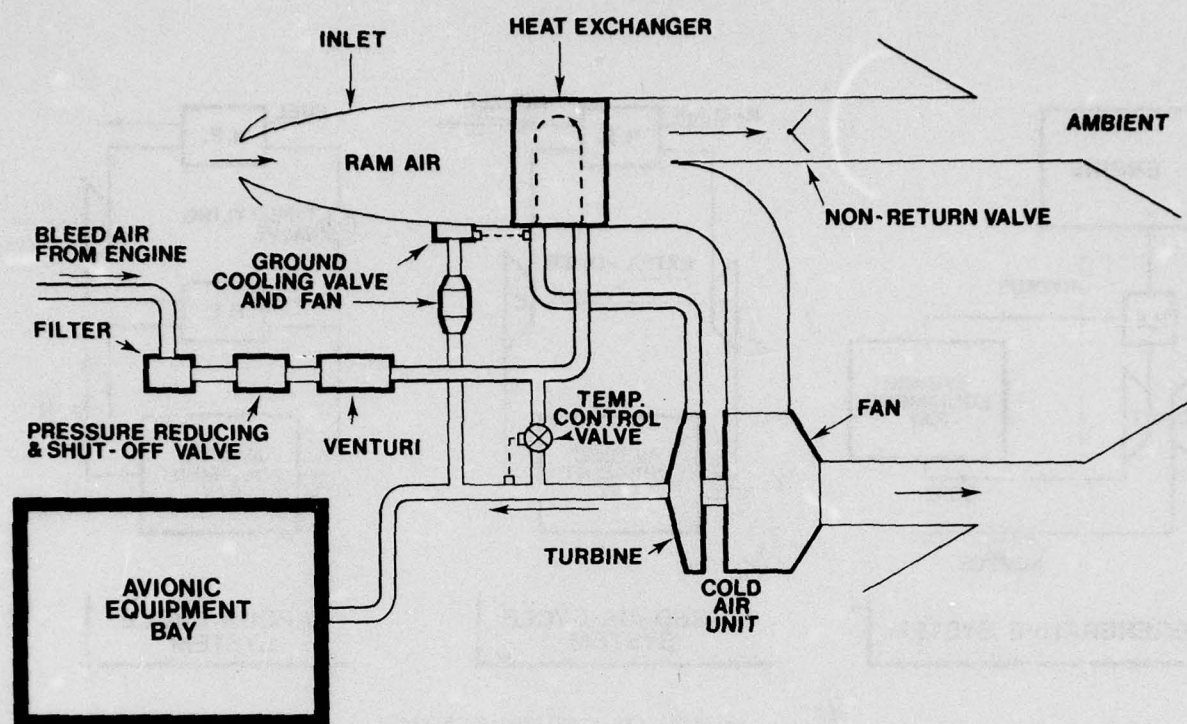 INLET
HEAT EXCHANGER
RAM AIR
AMBIENT
NON-RETURN VALVE
BLEED AIR
FROM ENGINE
GROUND
COOLING VALVE
AND FAN
FILTER
PRESSURE REDUCING
& SHUT-OFF VALVE
VENTURI
TEMP.
CONTROL
VALVE
FAN
TURBINE
COLD
AIR
UNIT
AVIONIC
EQUIPMENT
BAY